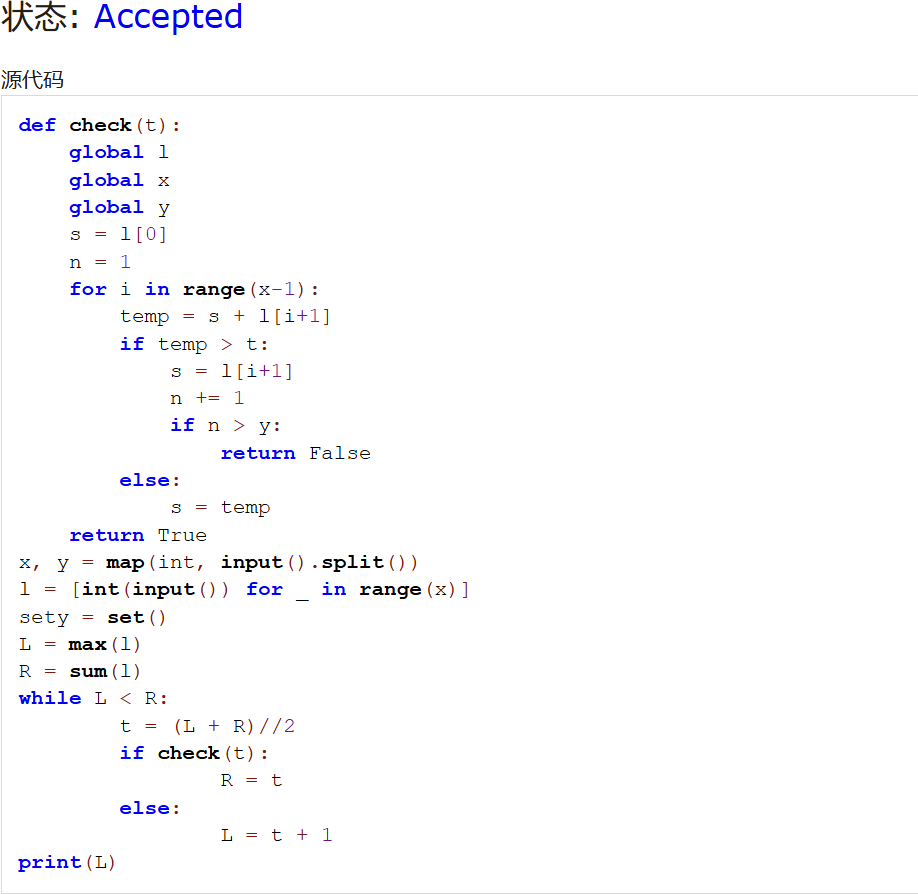 状态: Accepted
源代码
def check(t):
    global l
    global x
    global y
    s = l[0]
    n = 1
    for i in range(x-1):
        temp = s + l[i+1]
        if temp > t:
            s = l[i+1]
            n += 1
            if n > y:
                return False
        else:
            s = temp
    return True
x, y = map(int, input().split())
l = [int(input()) for _ in range(x)]
sety = set()
L = max(l)
R = sum(l)
while L < R:
        t = (L + R)//2
        if check(t):
                R = t
        else:
                L = t + 1
print(L)